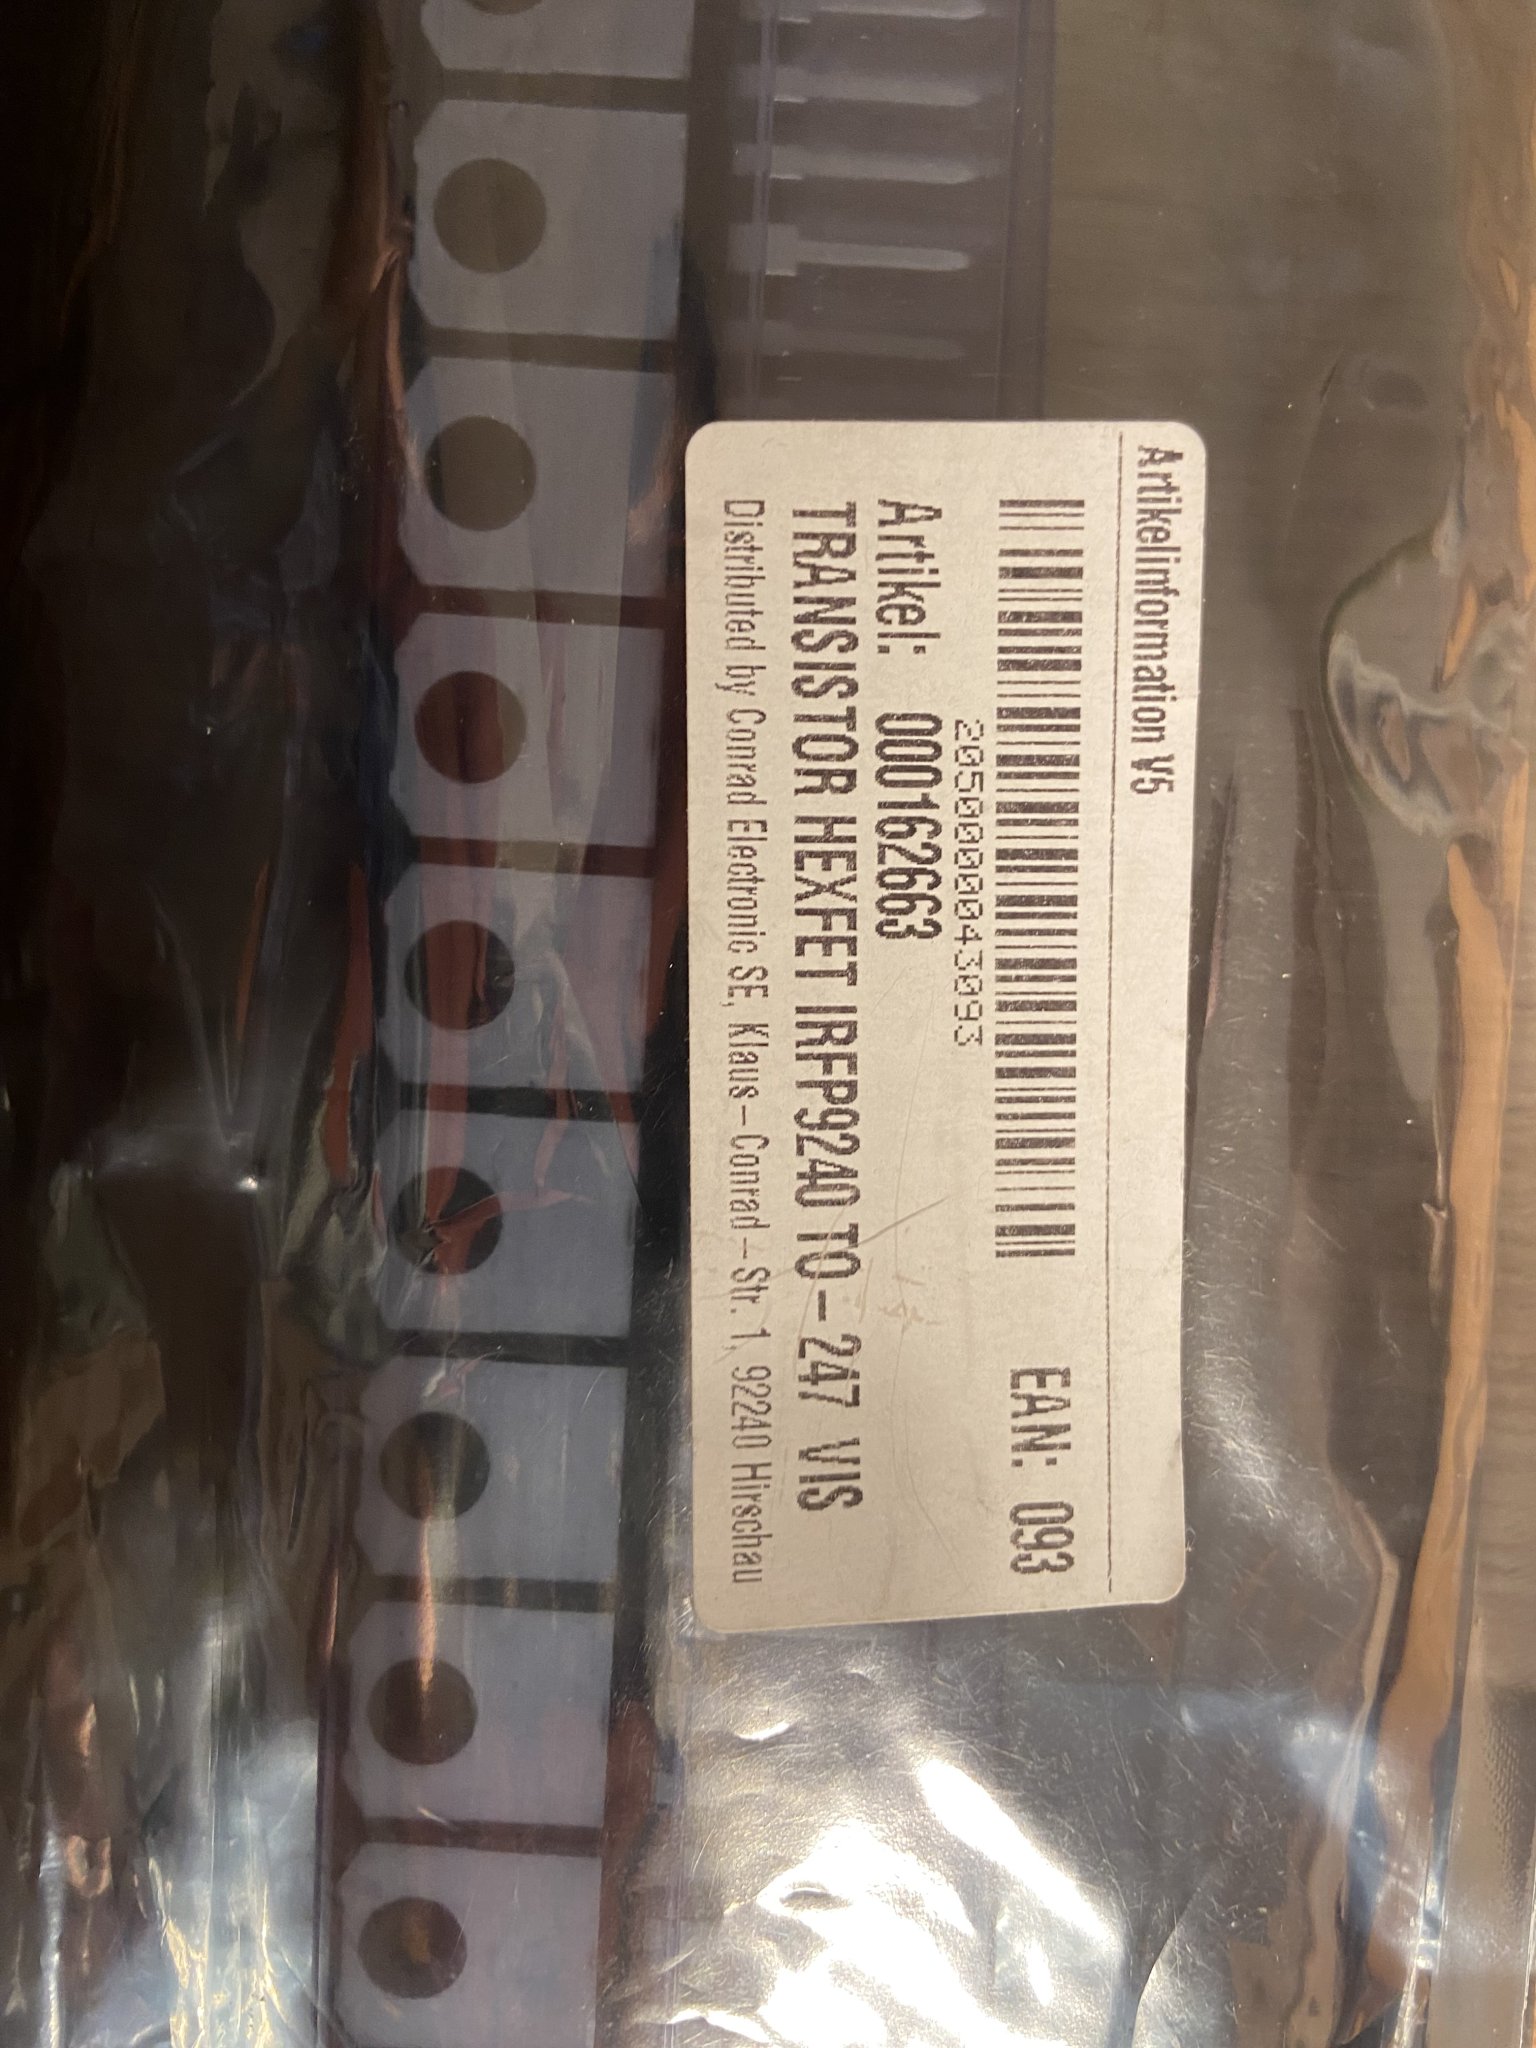 Artikelinformation V5
EAN: 093
2050000043093
Artikel: 000162663
TRANSISTOR HEXFET IRFP9240 TO-247 VIS
Distributed by Conrad Electronic SE, Klaus-Conrad-Str. 1, 92240 Hirschau